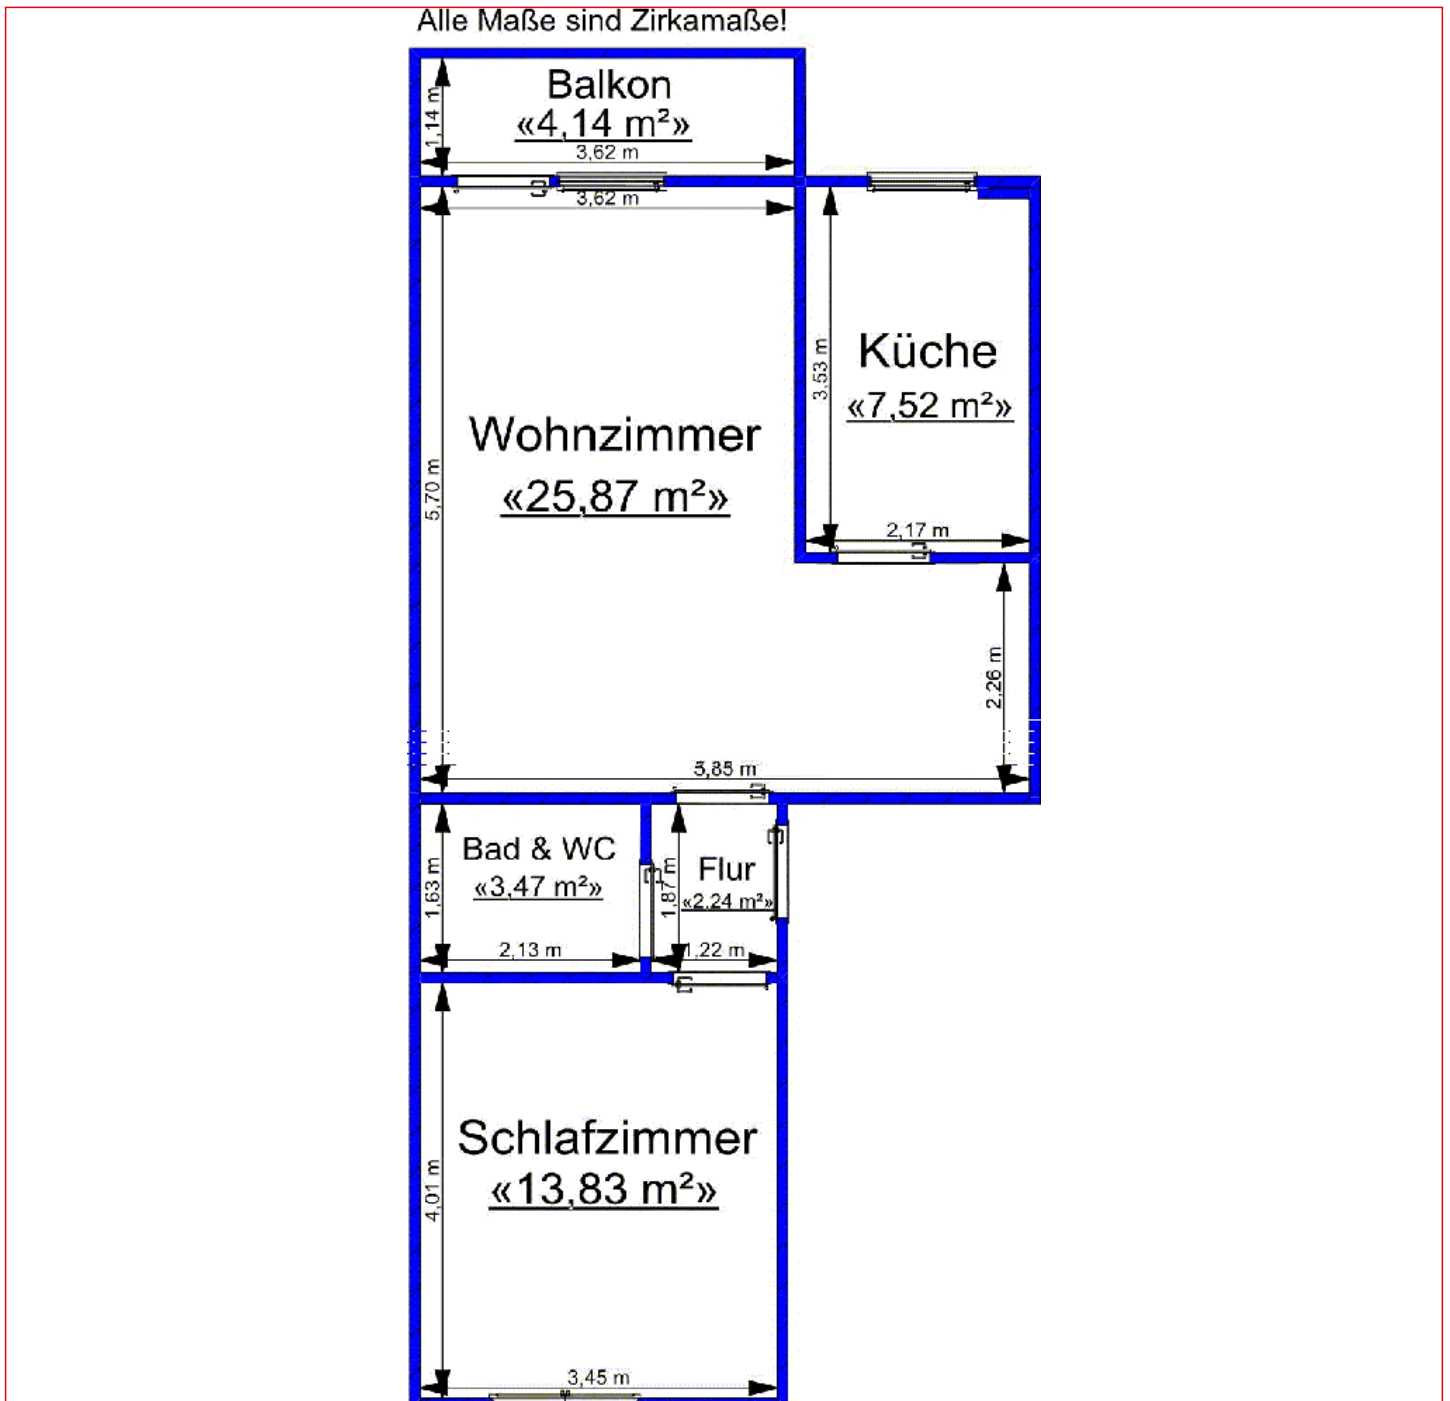 Alle Maße sind Zirkamaße!
Balkon
«4,14 m²»
1,14 m
3,62 m
3,62 m
Küche
«7,52 m²»
3,53 m
2,17 m
Wohnzimmer
«25,87 m²»
5,70 m
2,26 m
5,85 m
Bad & WC
«3,47 m²»
1,63 m
2,13 m
Flur
«2,24 m²»
1,87 m
1,22 m
Schlafzimmer
«13,83 m²»
4,01 m
3,45 m